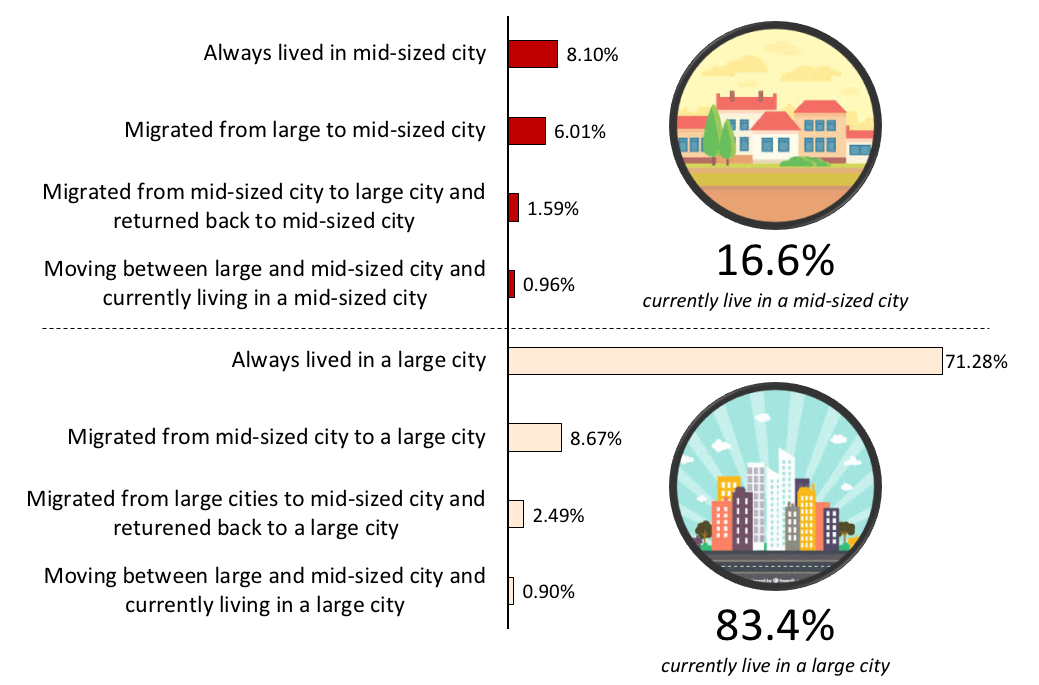 Always lived in mid-sized city
8.10%
Migrated from large to mid-sized city
6.01%
Migrated from mid-sized city to large city and
returned back to mid-sized city
1.59%
Moving between large and mid-sized city and
currently living in a mid-sized city
0.96%
16.6%
currently live in a mid-sized city
Always lived in a large city
71.28%
Migrated from mid-sized city to a large city
8.67%
Migrated from large cities to mid-sized city and
returened back to a large city
2.49%
Moving between large and mid-sized city and
currently living in a large city
0.90%
83.4%
currently live in a large city